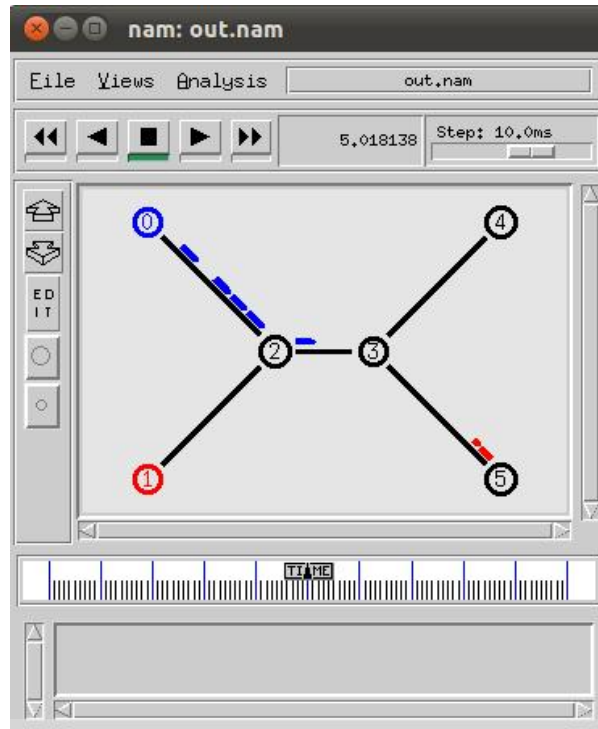 nam: out.nam
File Views Analysis out.nam
5.018138 Step: 10.0ms
0
4
E D
I T
2
3
1
5
TIME